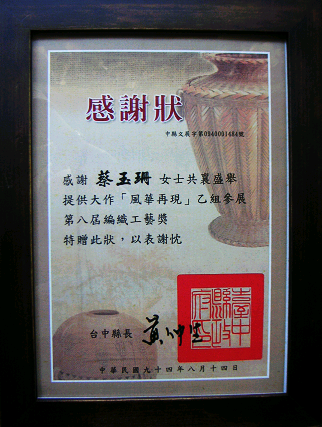 感謝狀
中縣文展字第0940001484號
感謝 蔡玉珊 女士共襄盛舉
提供大作「風華再現」乙組參展
第八屆編織工藝獎
特贈此狀，以表謝忱
臺中縣政府
台中縣長 黃仲生
中華民國九十四年八月十四日